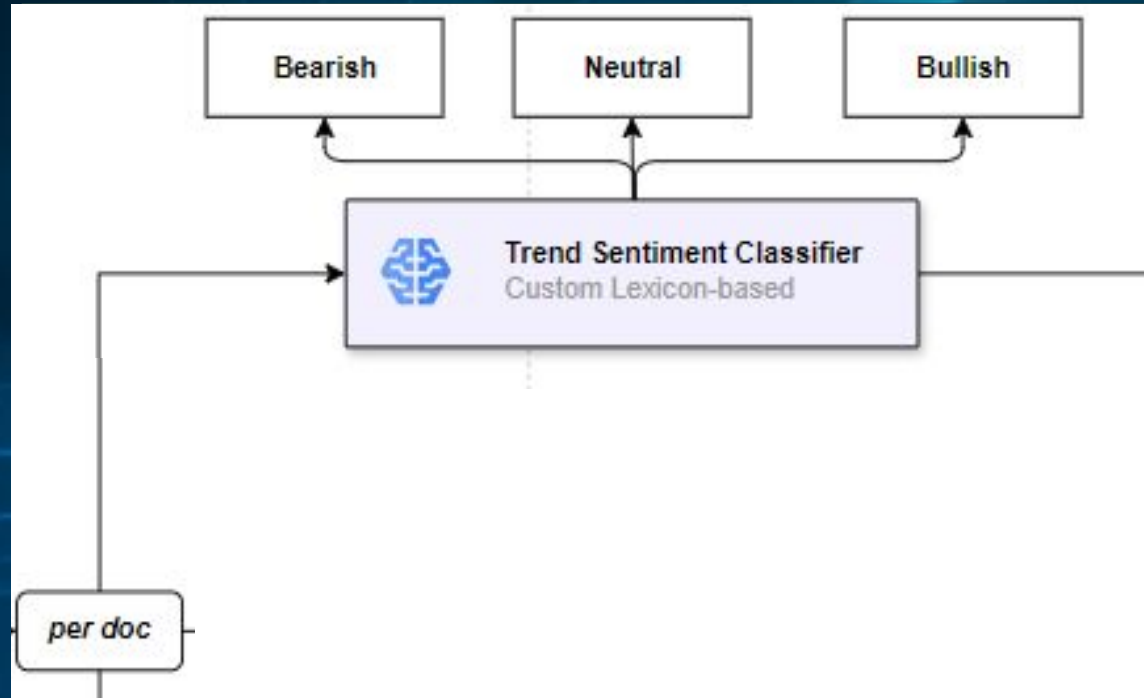 Bearish
Neutral
Bullish
Trend Sentiment Classifier
Custom Lexicon-based
per doc